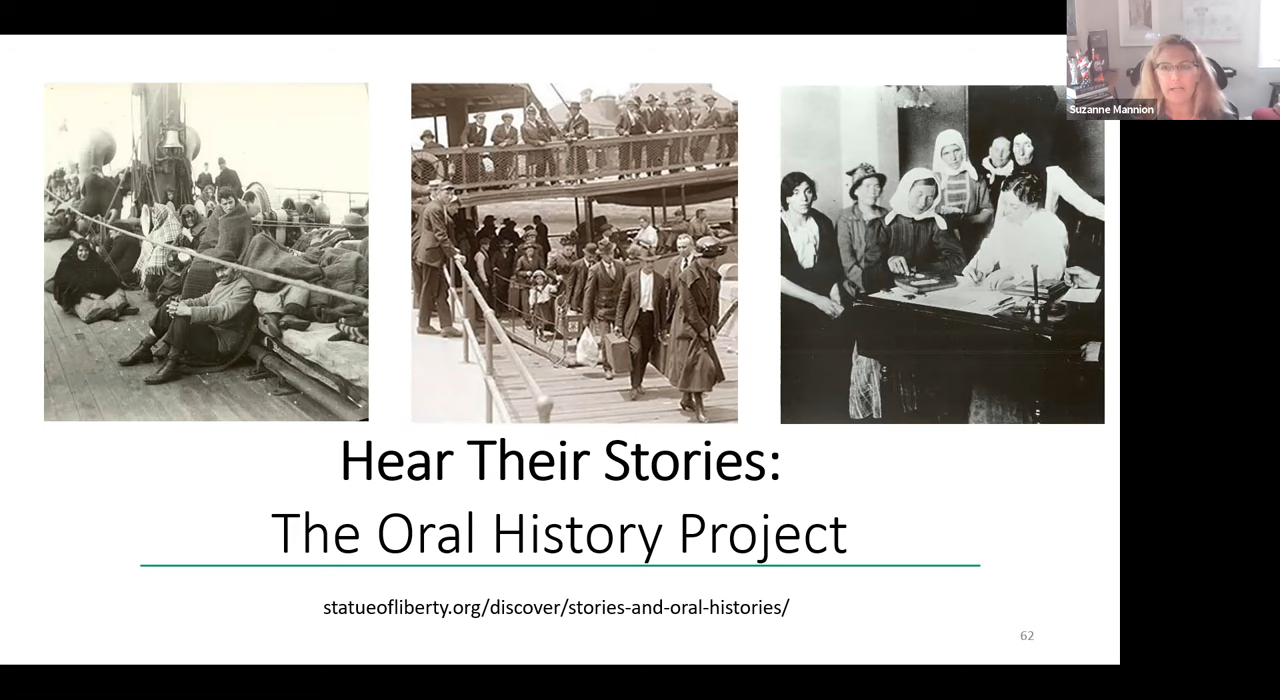 Suzanne Mannion
Hear Their Stories:
The Oral History Project
statueofliberty.org/discover/stories-and-oral-histories/
62